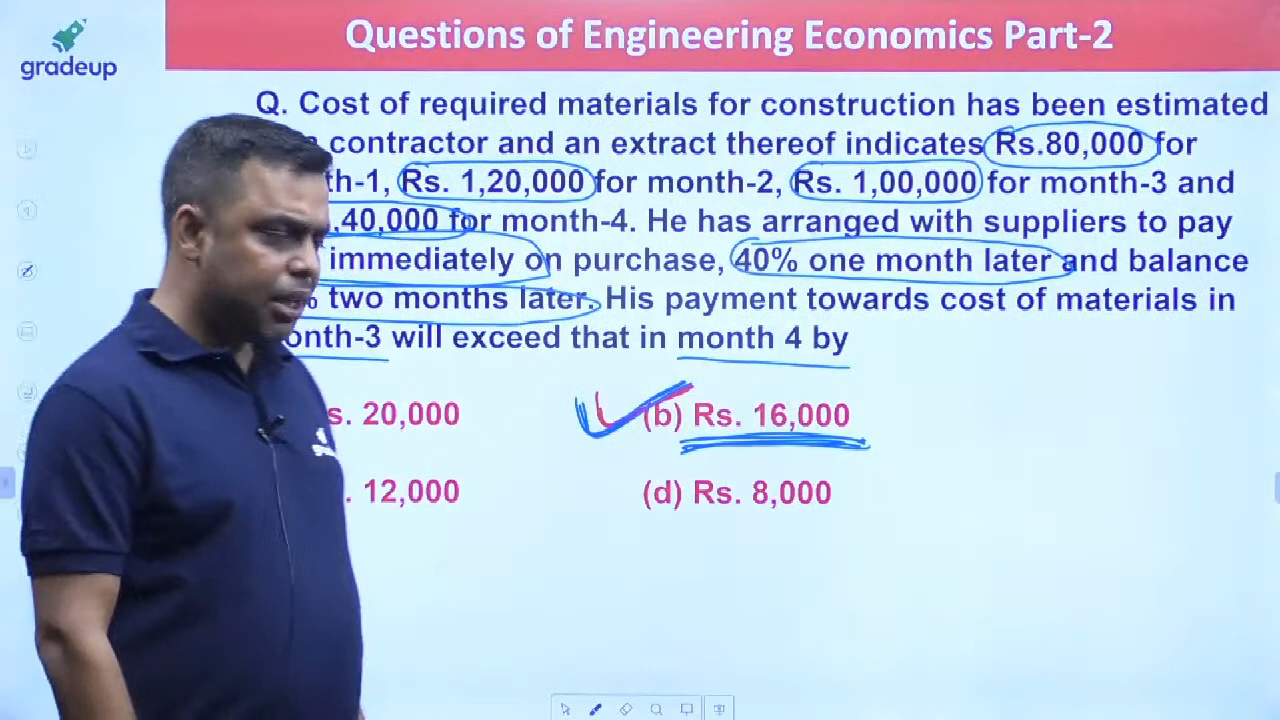 gradeup
Questions of Engineering Economics Part-2
Q. Cost of required materials for construction has been estimated
contractor and an extract thereof indicates Rs.80,000 for
th-1, Rs. 1,20,000 for month-2, Rs. 1,00,000 for month-3 and
,40,000 for month-4. He has arranged with suppliers to pay
immediately on purchase, 40% one month later and balance
% two months later. His payment towards cost of materials in
onth-3 will exceed that in month 4 by
s. 20,000 (b) Rs. 16,000
. 12,000 (d) Rs. 8,000